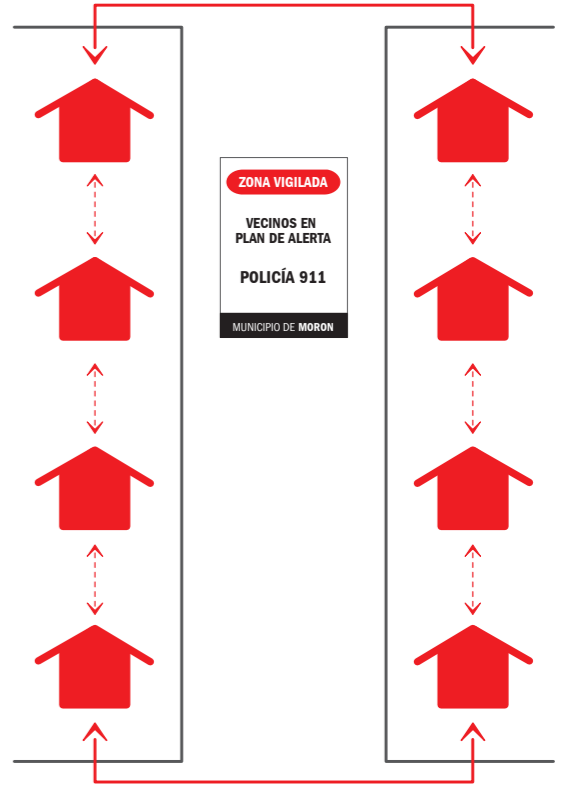 ZONA VIGILADA
VECINOS EN
PLAN DE ALERTA
POLICÍA 911
MUNICIPIO DE MORON